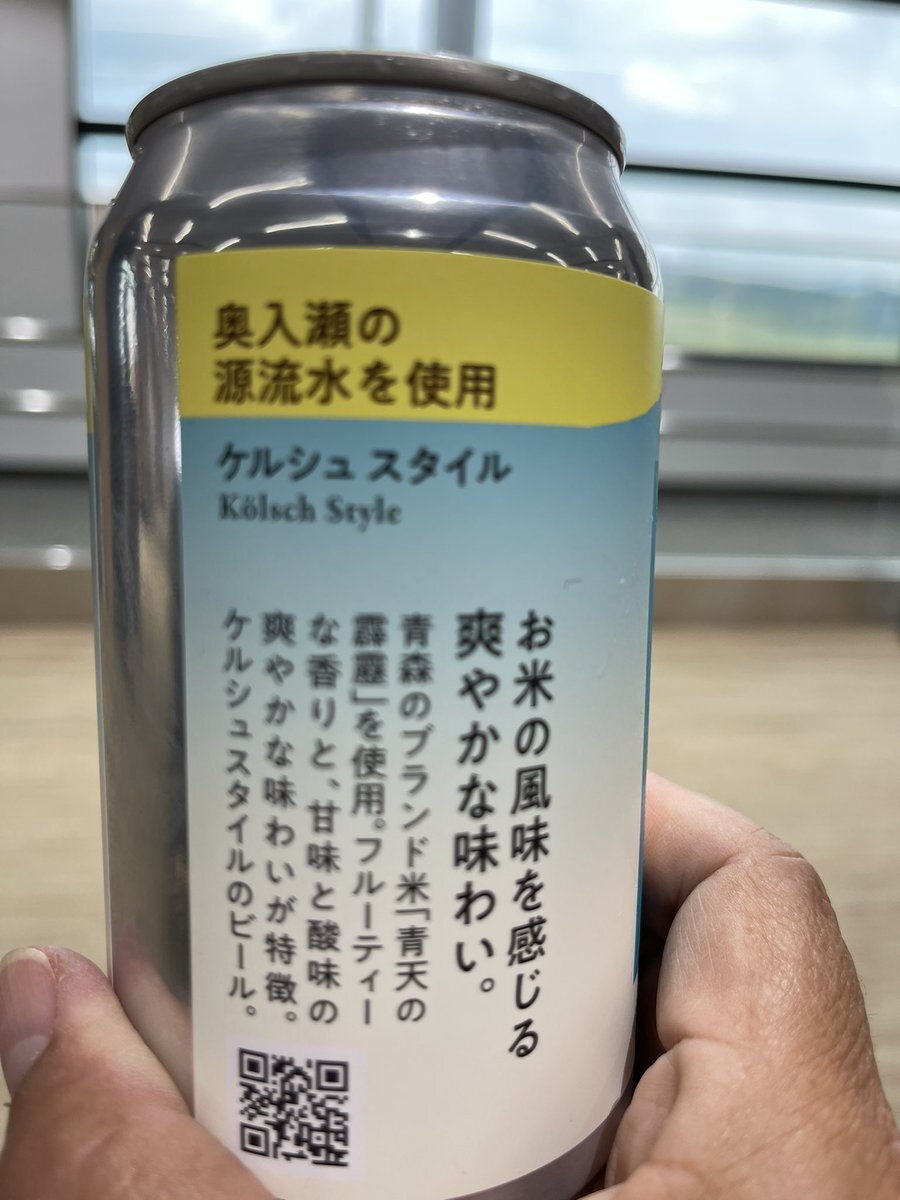 奥入瀬の
源流水を使用
ケルシュ スタイル
Kölsch Style
お米の風味を感じる
爽やかな味わい。
青森のブランド米「青天の
霹靂」を使用。フルーティー
な香りと、甘味と酸味の
爽やかな味わいが特徴。
ケルシュスタイルのビール。